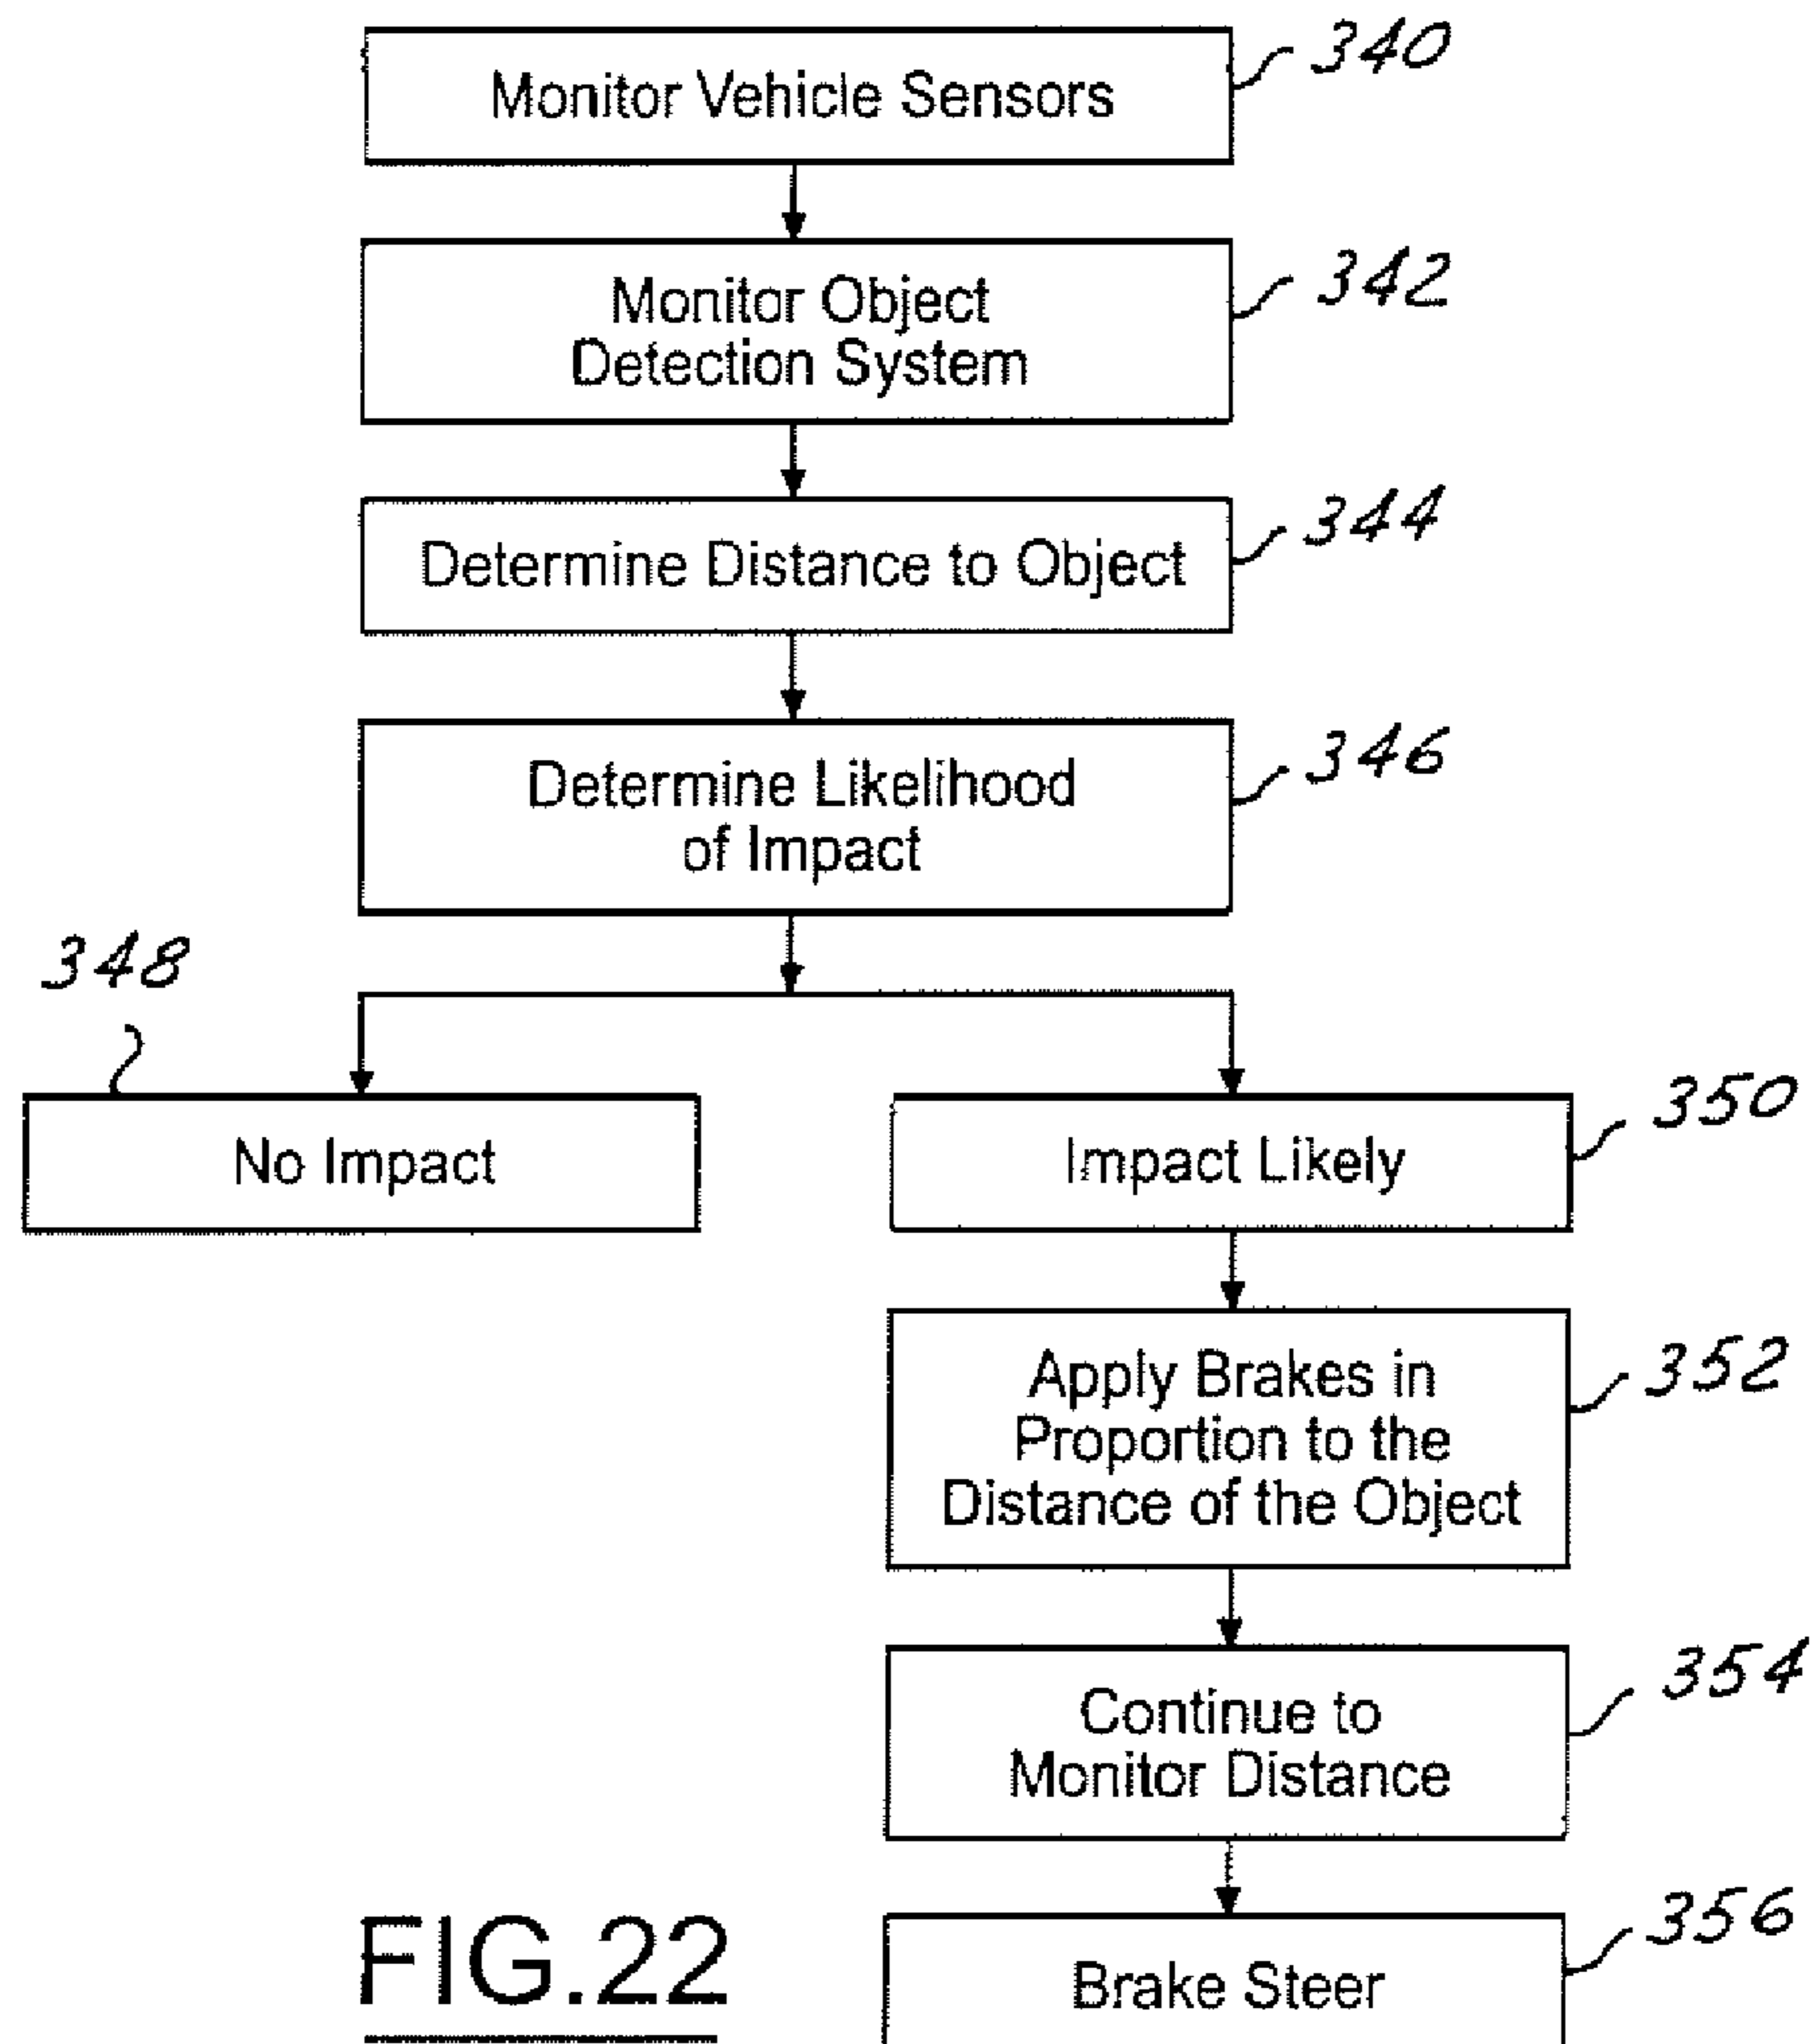 340
Monitor Vehicle Sensors
342
Monitor Object
Detection System
344
Determine Distance to Object
346
Determine Likelihood
of Impact
348
No Impact
350
Impact Likely
352
Apply Brakes in
Proportion to the
Distance of the Object
354
Continue to
Monitor Distance
356
Brake Steer
FIG.22